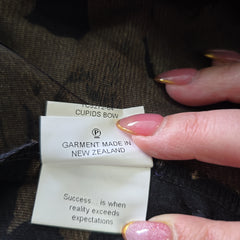 CUPIDS BOW
P
GARMENT MADE IN
NEW ZEALAND
Success... is when
reality exceeds
expectations